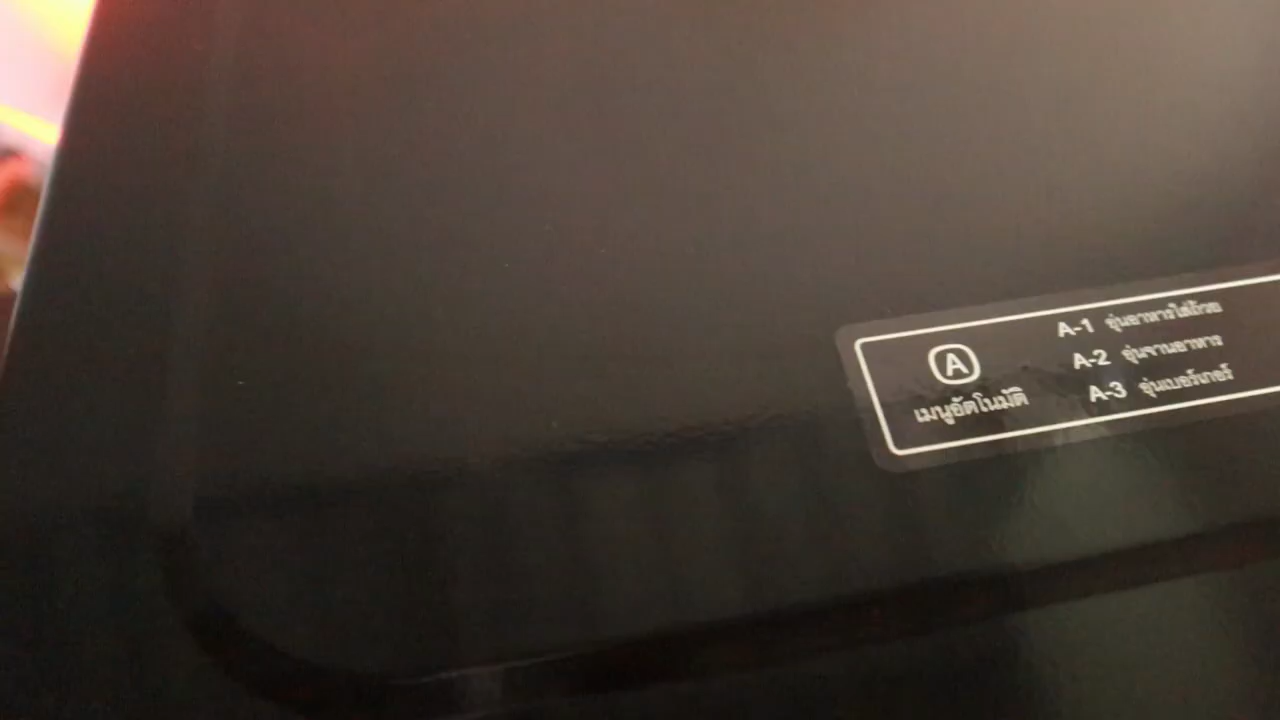 A
เมนูอัตโนมัติ
A-1 อุ่นอาหารใส่ถ้วย
A-2 อุ่นจานอาหาร
A-3 อุ่นเบอร์เกอร์